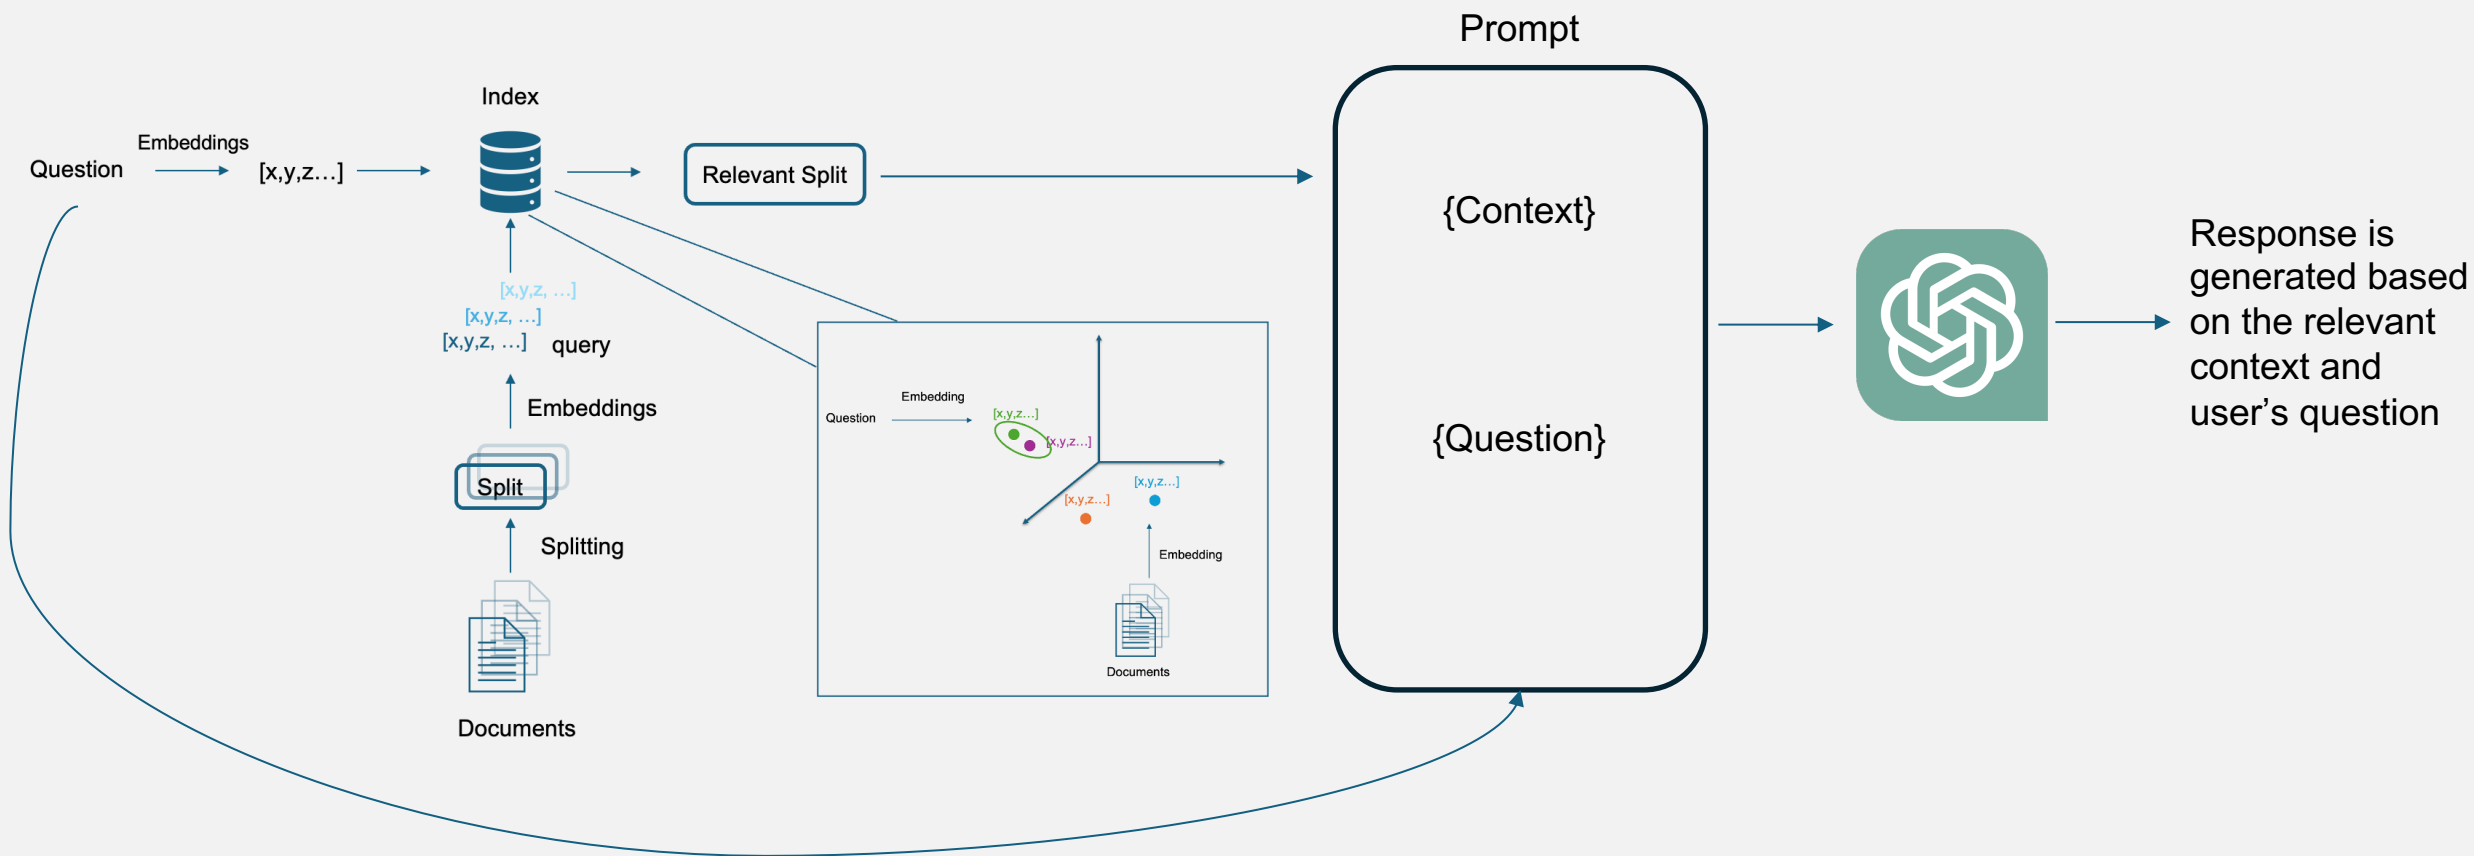 Prompt
Index
Embeddings
Question
[x,y,z...]
Relevant Split
{Context}
[x,y,z, ...]
[x,y,z, ...]
[x,y,z, ...]
query
Embeddings
Split
Splitting
Documents
Embedding
Question
[x,y,z...]
[x,y,z...]
[x,y,z...]
[x,y,z...]
Embedding
Documents
{Question}
Response is
generated based
on the relevant
context and
user’s question